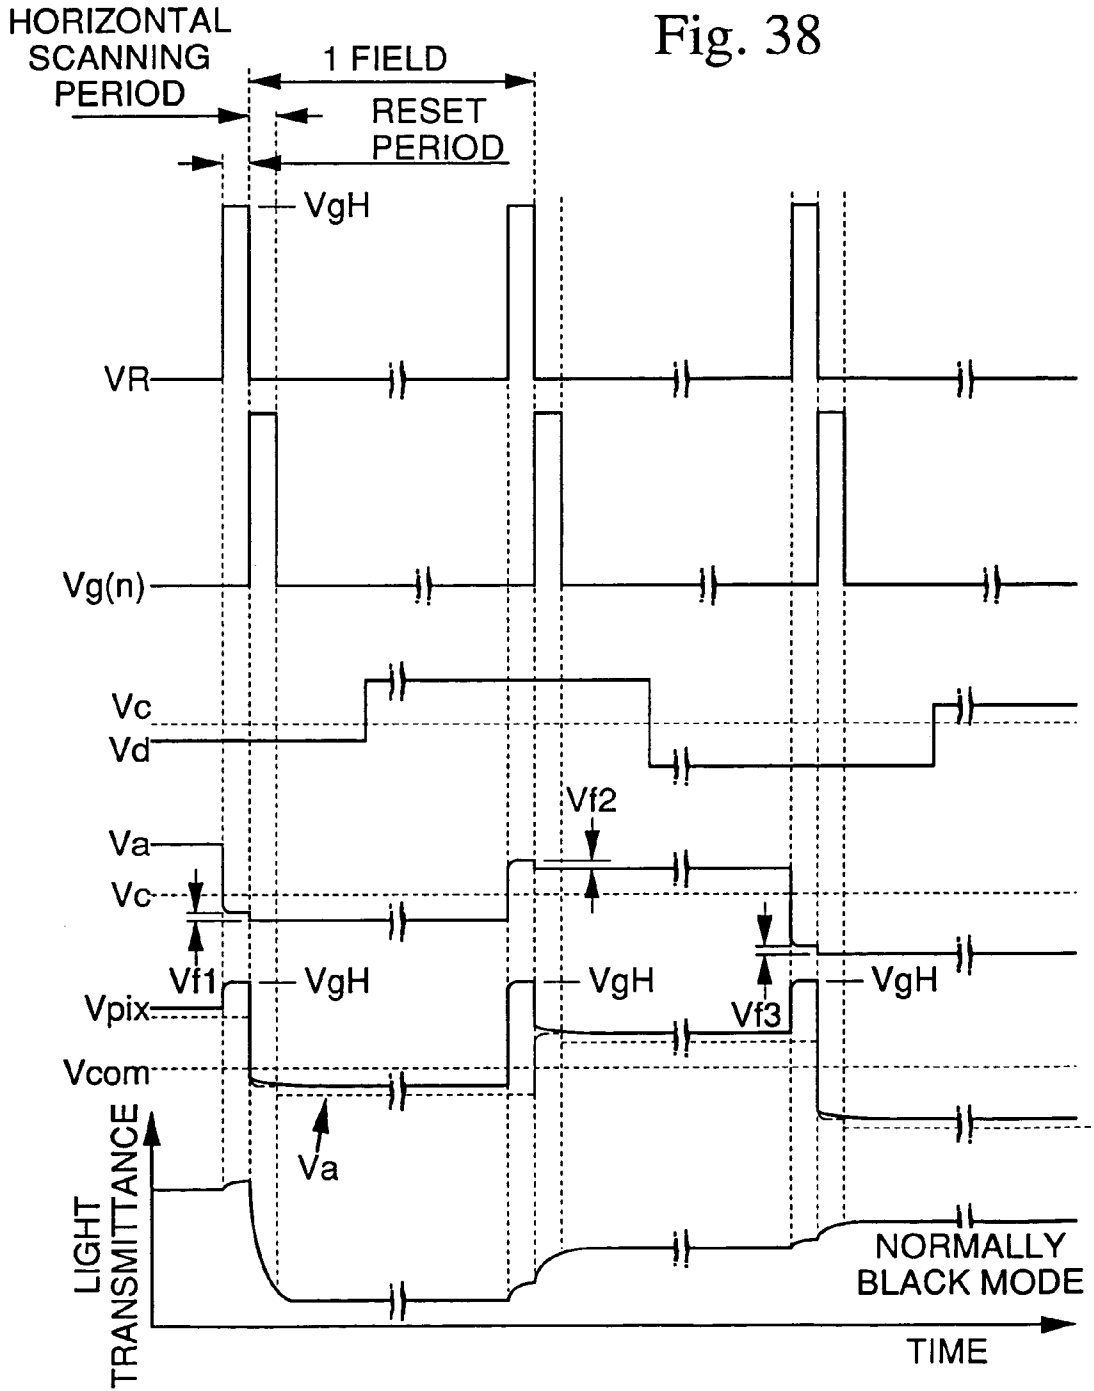 Fig. 38
HORIZONTAL
SCANNING
PERIOD
1 FIELD
RESET
PERIOD
VgH
VR
Vg(n)
Vc
Vd
Vf2
Va
Vc
Vf1
VgH
VgH
VgH
Vpix
Vf3
Vcom
Va
LIGHT
TRANSMITTANCE
NORMALLY
BLACK MODE
TIME